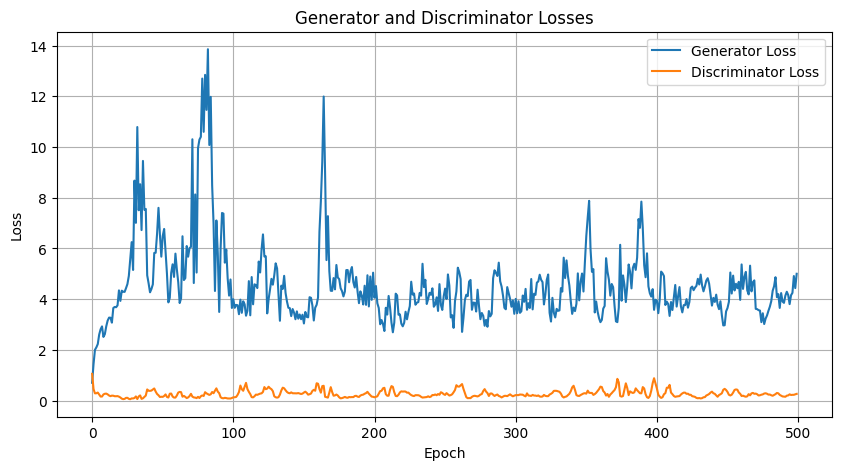 Generator and Discriminator Losses
Generator Loss
Discriminator Loss
14
12
10
8
6
4
2
0
Loss
0 100 200 300 400 500
Epoch